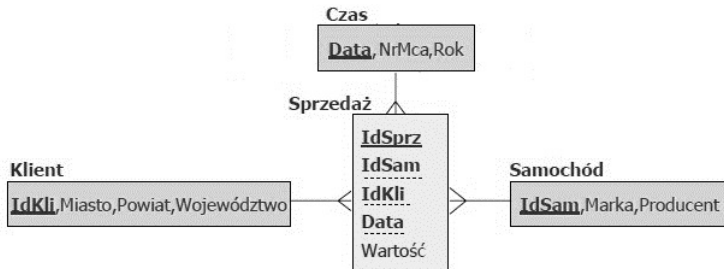 Czas
Data,NrMca,Rok
Sprzedaż
IdSprz
IdSam
IdKli
Data
Wartość
Klient
IdKli,Miasto,Powiat,Województwo
Samochód
IdSam,Marka,Producent